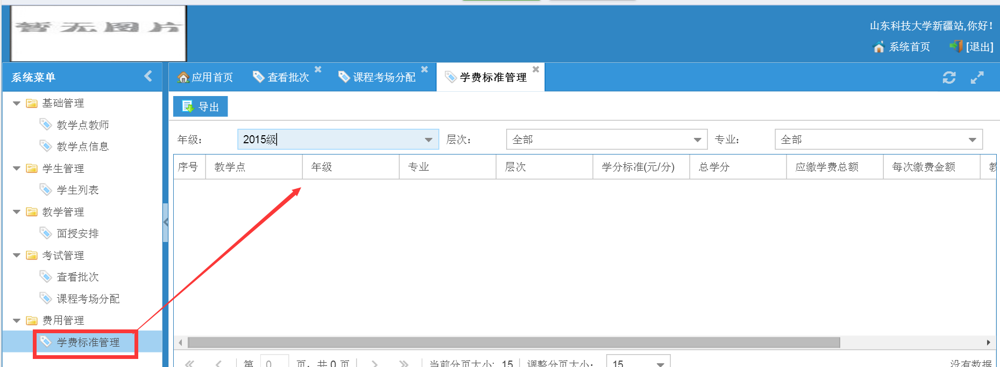 暂无图片
山东科技大学新疆站,你好!
系统首页 [退出]
系统菜单
应用首页 查看批次 课程考场分配 学费标准管理
基础管理
教学点教师
教学点信息
学生管理
学生列表
教学管理
面授安排
考试管理
查看批次
课程考场分配
费用管理
学费标准管理
导出
年级: 2015级 层次: 全部 专业: 全部
序号 教学点 年级 专业 层次 学分标准(元/分) 总学分 应缴学费总额 每次缴费金额 教
第 0 页，共 0 页 当前分页大小: 15 调整分页大小: 15 没有数据